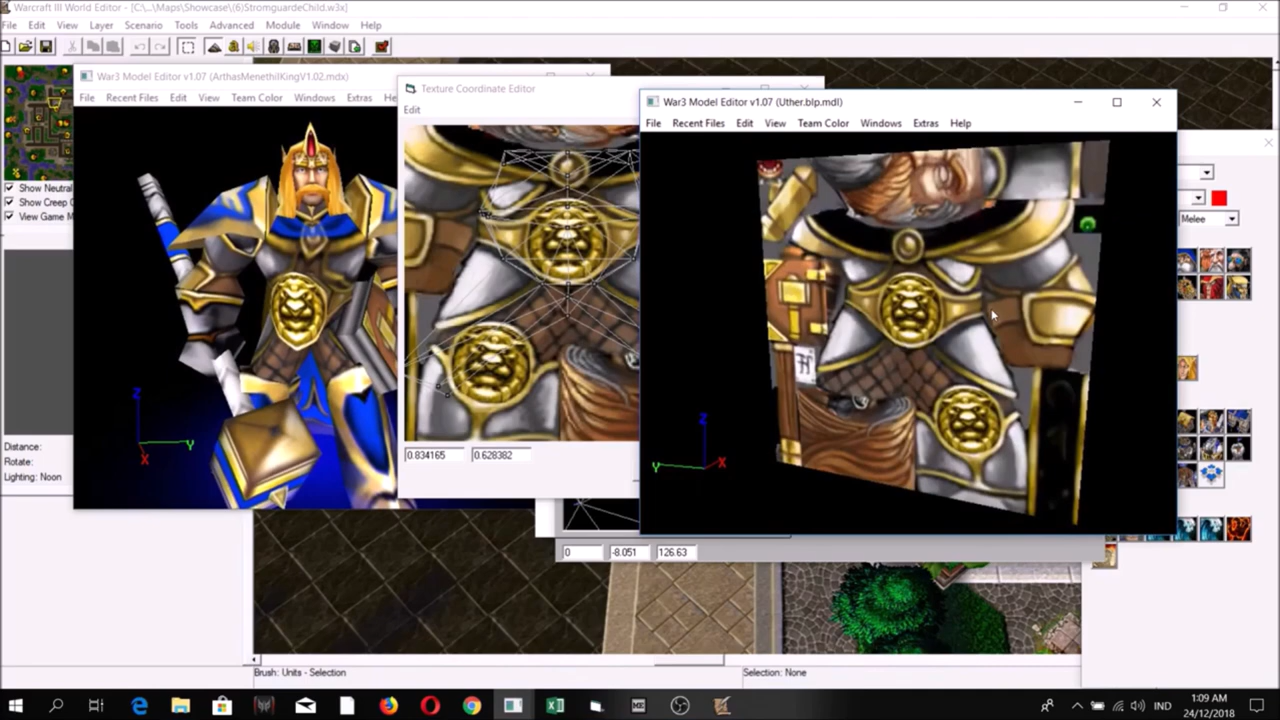 Warcraft III World Editor - [C:\...\Maps\Showcase\(6)StromguardeChild.w3x]
File Edit View Layer Scenario Tools Advanced Module Window Help
War3 Model Editor v1.07 (ArthasMenethilKingV1.02.mdx)
File Recent Files Edit View Team Color Windows Extras He
Texture Coordinate Editor
Edit
War3 Model Editor v1.07 (Uther.blp.mdl)
File Recent Files Edit View Team Color Windows Extras Help
Show Neutral
Show Creep C
View Game M
Melee
Z
Y
X
Z
Y
X
Distance:
Rotate:
Lighting: Noon
0.834165
0.628382
0
-8.051
126.63
Brush: Units - Selection
Selection: None
IND
1:09 AM
24/12/2018